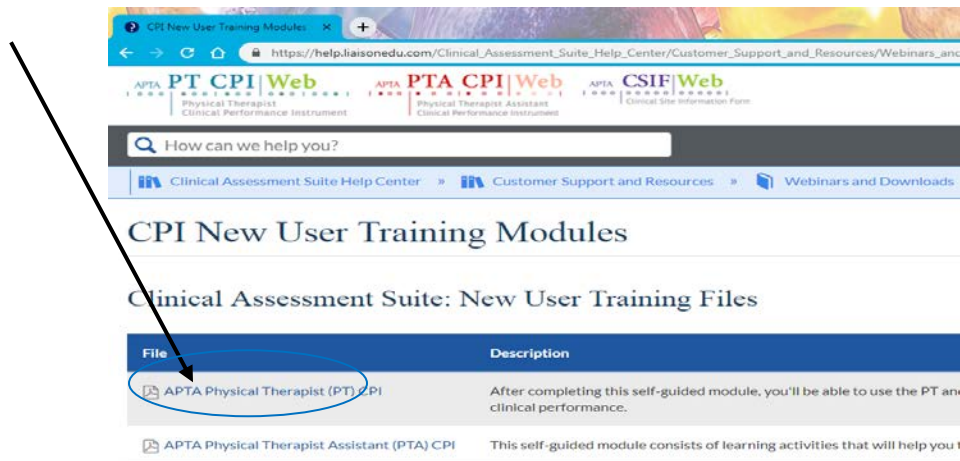 CPI New User Training Modules
https://help.liaisonedu.com/Clinical_Assessment_Suite_Help_Center/Customer_Support_and_Resources/Webinars_and
APTA PT CPI|Web
Physical Therapist
Clinical Performance Instrument
APTA PTA CPI|Web
Physical Therapist Assistant
Clinical Performance Instrument
APTA CSIF|Web
Clinical Site Information Form
How can we help you?
Clinical Assessment Suite Help Center » Customer Support and Resources » Webinars and Downloads
CPI New User Training Modules
Clinical Assessment Suite: New User Training Files
File Description
APTA Physical Therapist (PT) CPI After completing this self-guided module, you'll be able to use the PT and
clinical performance.
APTA Physical Therapist Assistant (PTA) CPI This self-guided module consists of learning activities that will help you t